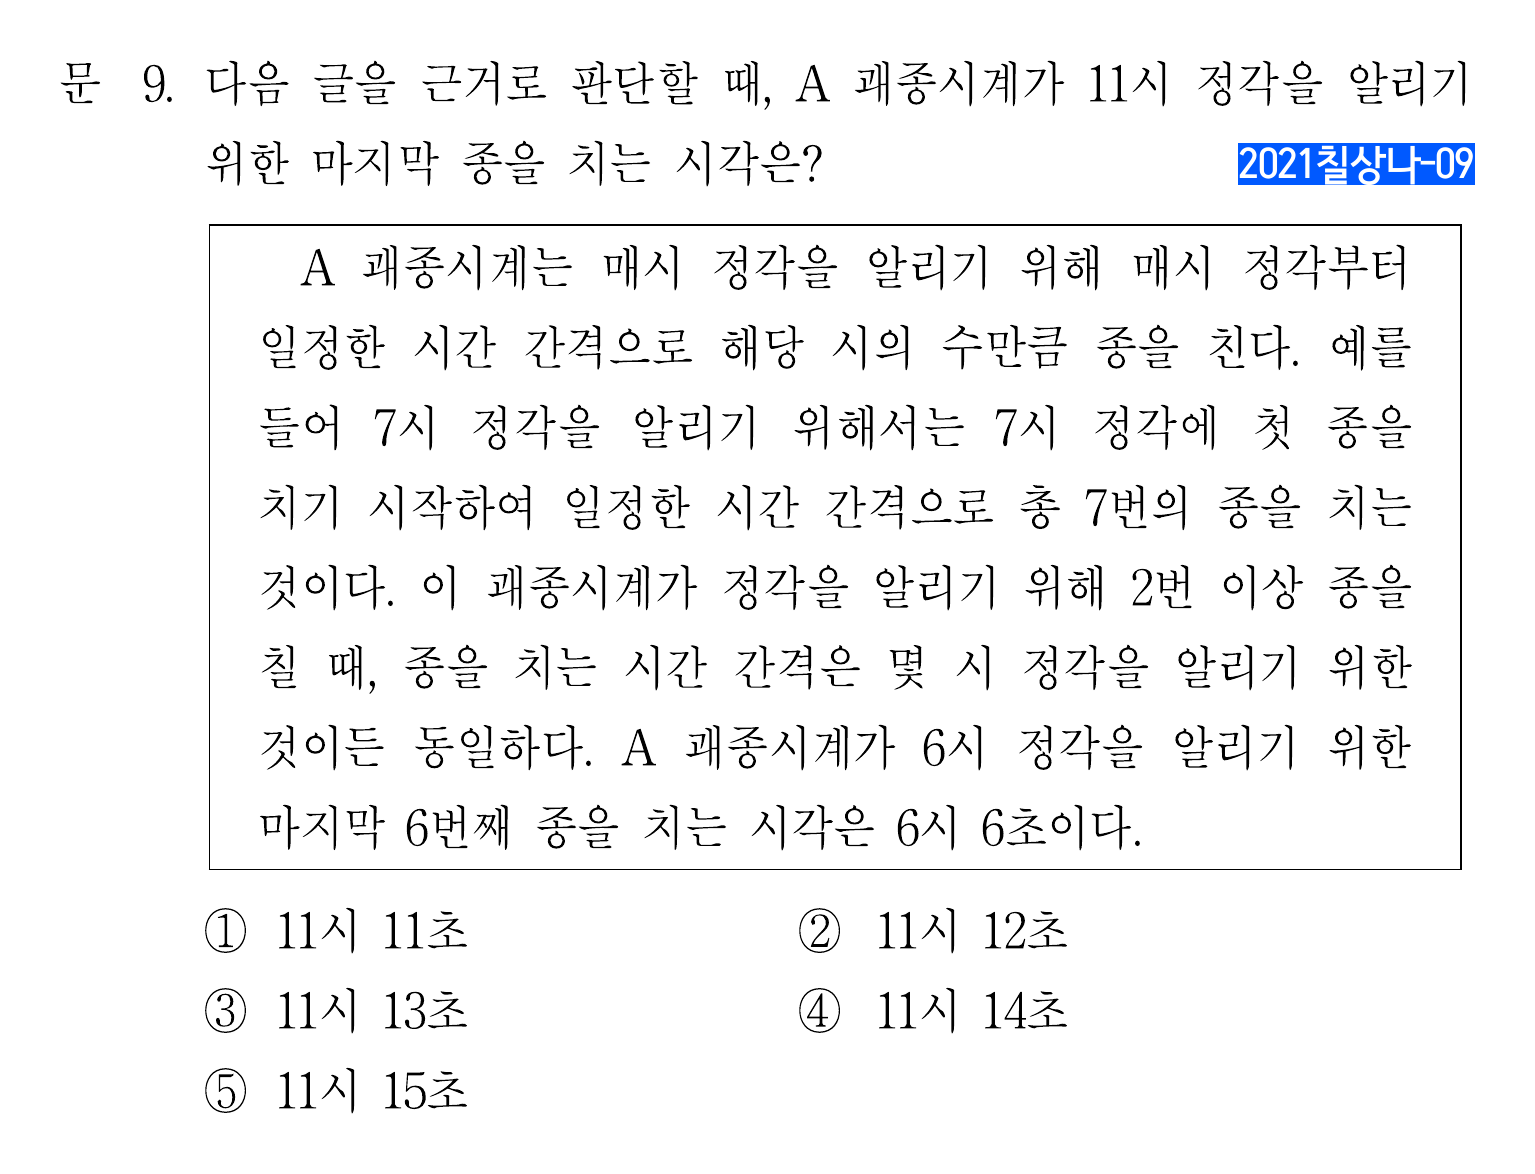 문 9. 다음 글을 근거로 판단할 때, A 괘종시계가 11시 정각을 알리기
위한 마지막 종을 치는 시각은?
2021칠상나-09
A 괘종시계는 매시 정각을 알리기 위해 매시 정각부터
일정한 시간 간격으로 해당 시의 수만큼 종을 친다. 예를
들어 7시 정각을 알리기 위해서는 7시 정각에 첫 종을
치기 시작하여 일정한 시간 간격으로 총 7번의 종을 치는
것이다. 이 괘종시계가 정각을 알리기 위해 2번 이상 종을
칠 때, 종을 치는 시간 간격은 몇 시 정각을 알리기 위한
것이든 동일하다. A 괘종시계가 6시 정각을 알리기 위한
마지막 6번째 종을 치는 시각은 6시 6초이다.
① 11시 11초
② 11시 12초
③ 11시 13초
④ 11시 14초
⑤ 11시 15초